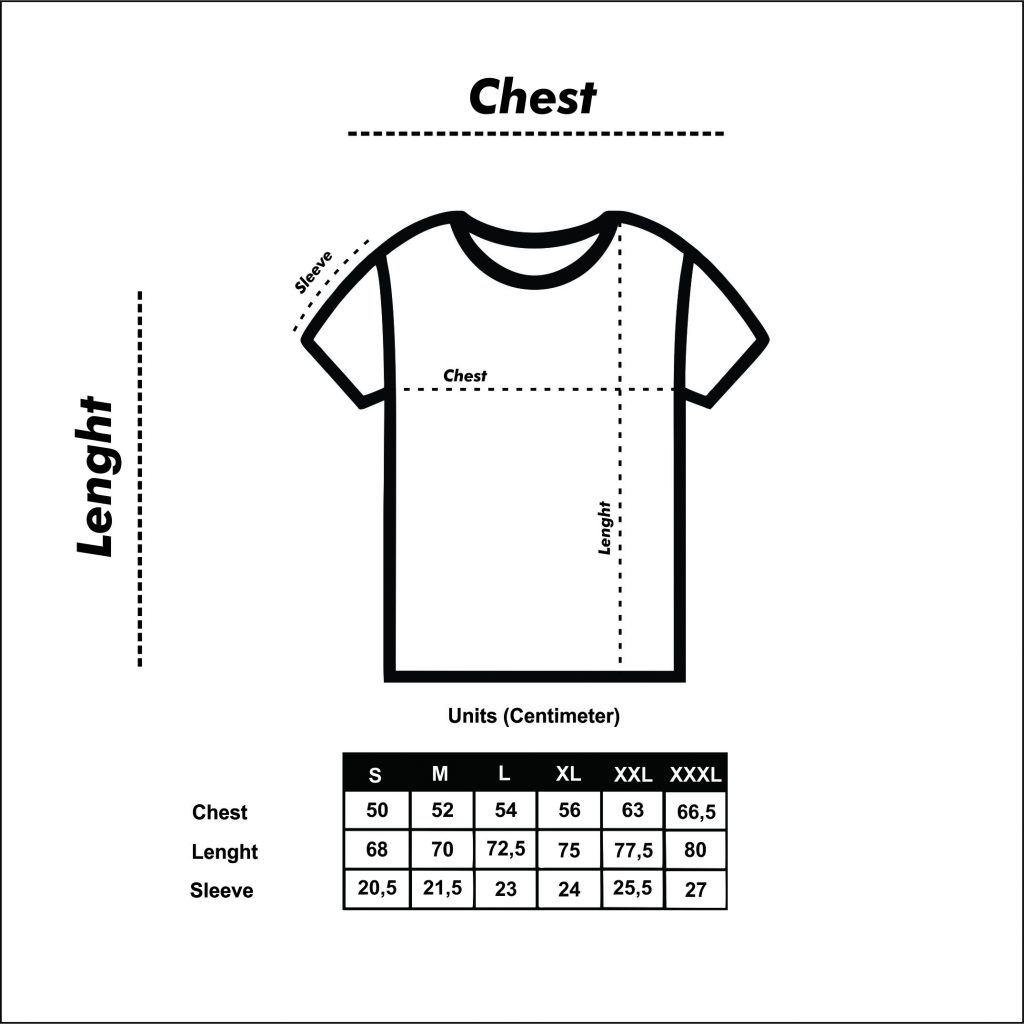 Chest
Sleeve
Chest
Lenght
Lenght
Units (Centimeter)
S M L XL XXL XXXL
Chest 50 52 54 56 63 66,5
Lenght 68 70 72,5 75 77,5 80
Sleeve 20,5 21,5 23 24 25,5 27